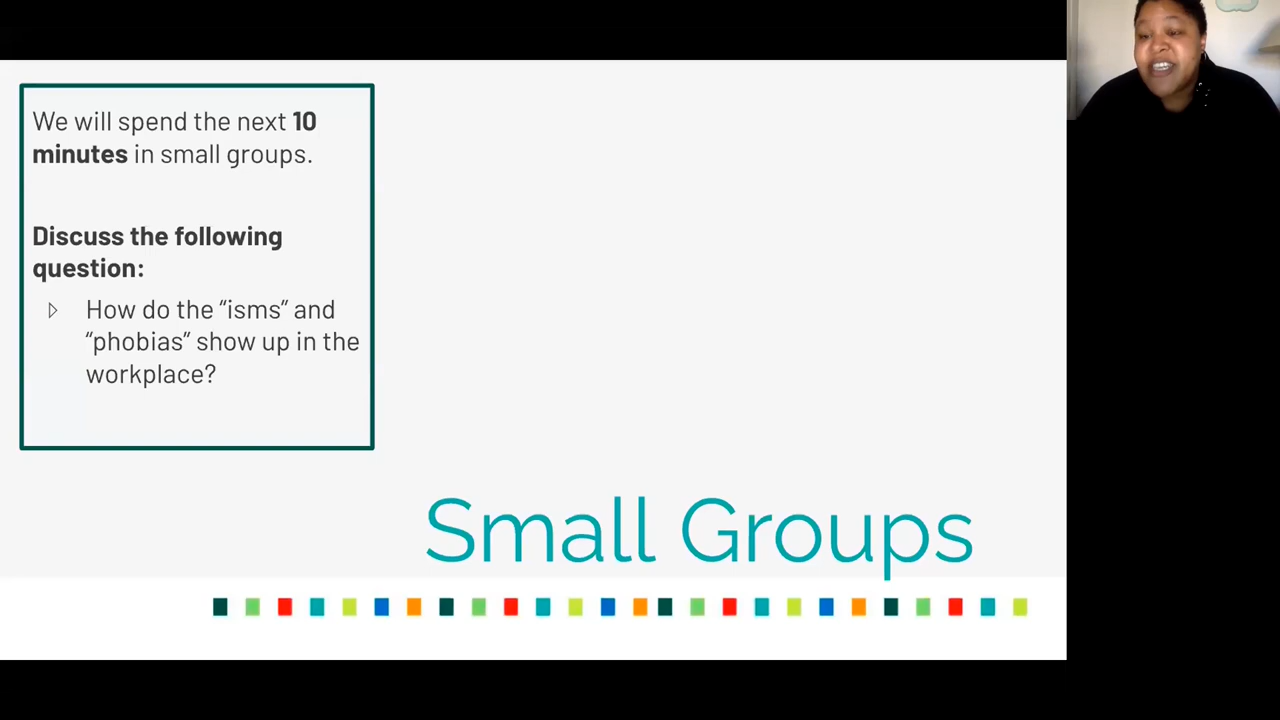 We will spend the next 10
minutes in small groups.
Discuss the following
question:
How do the “isms” and
“phobias” show up in the
workplace?
Small Groups